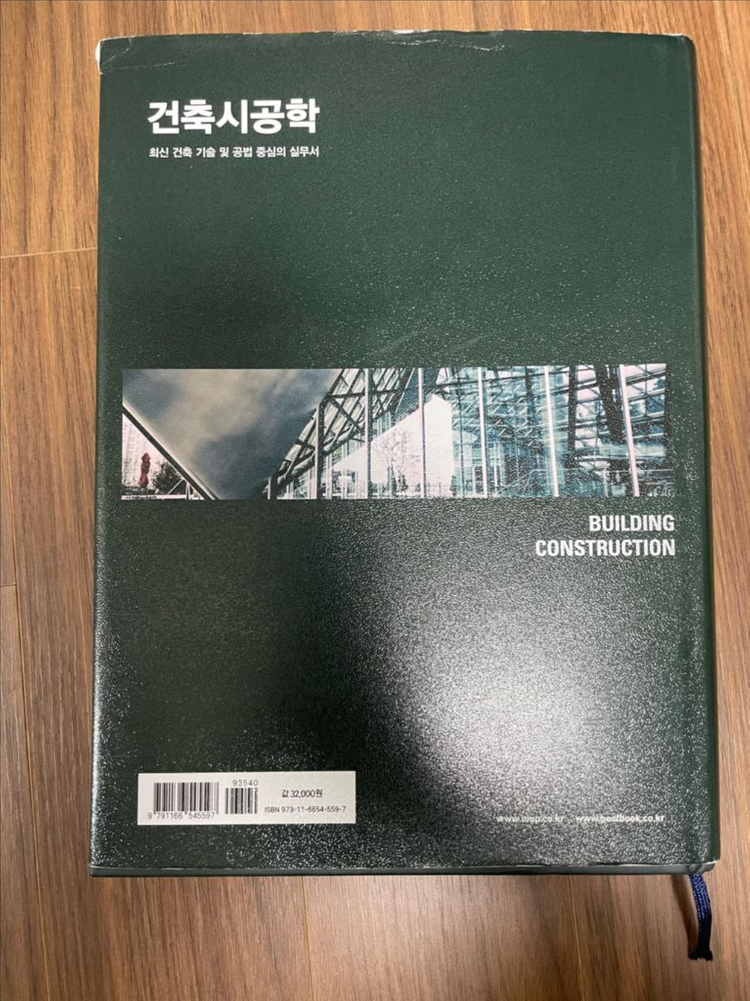 건축시공학
최신 건축 기술 및 공법 중심의 실무서
BUILDING
CONSTRUCTION
93540
9 791166 545597
값 32,000원
ISBN 979-11-6654-559-7
www.bestbook.co.kr